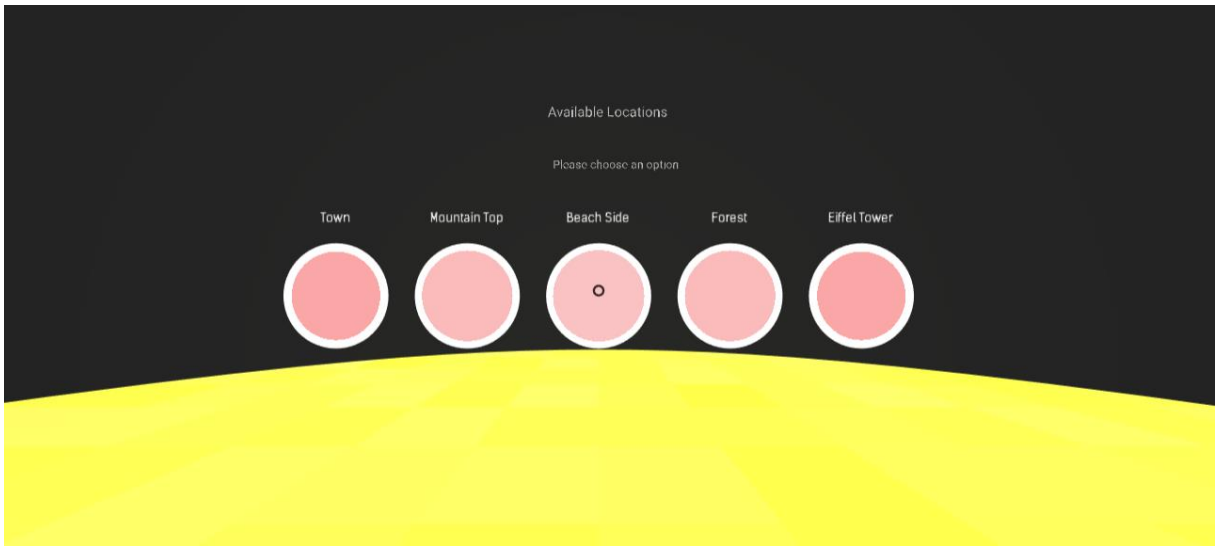 Available Locations
Please choose an option
Town Mountain Top Beach Side Forest Eiffel Tower